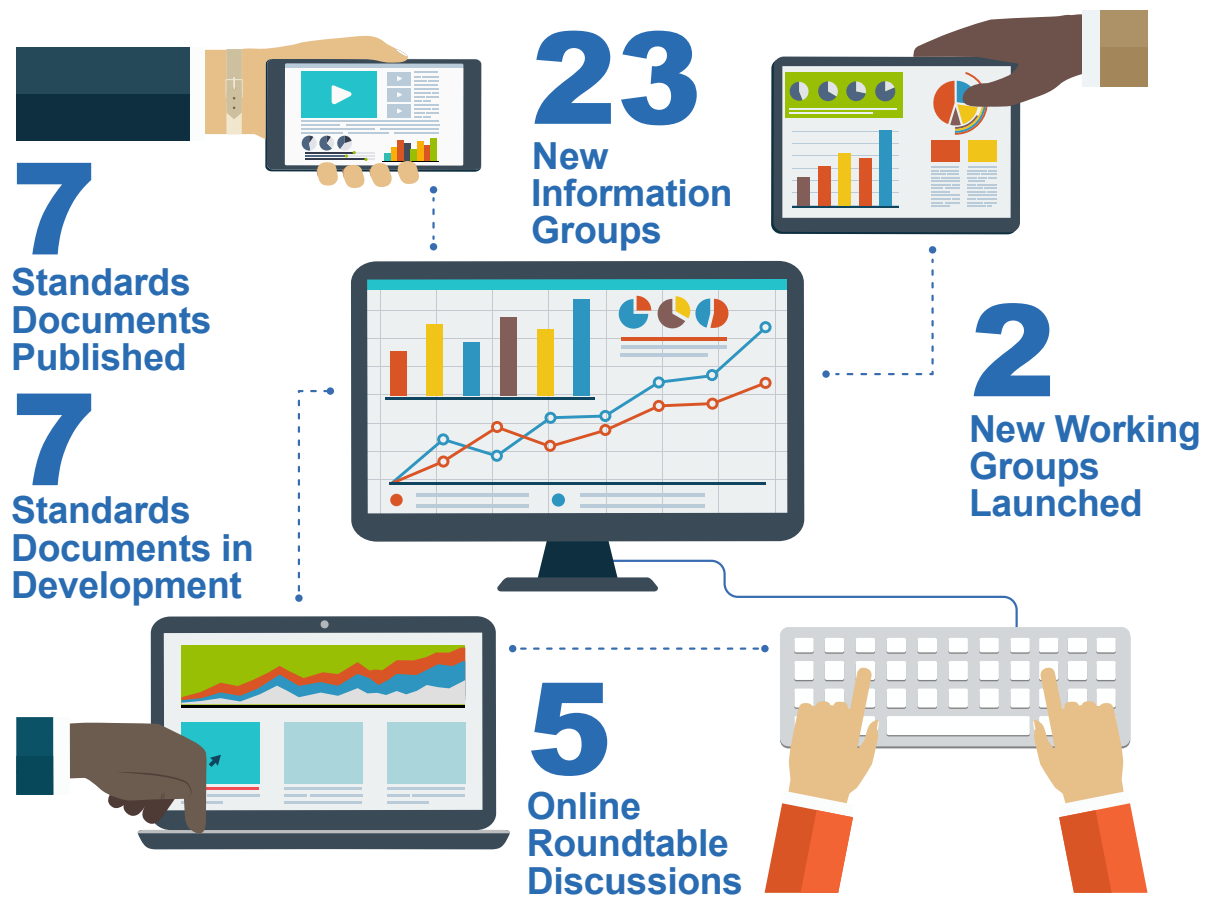 7
Standards
Documents
Published
23
New
Information
Groups
7
Standards
Documents in
Development
2
New Working
Groups
Launched
5
Online
Roundtable
Discussions